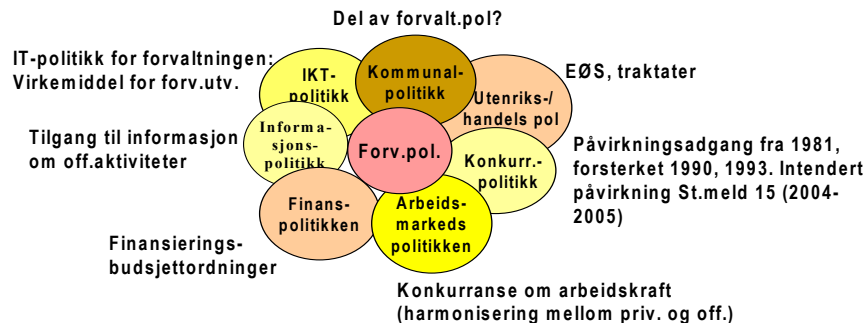 Del av forvalt.pol?
IT-politikk for forvaltningen:
Virkemiddel for forv.utv.
IKT-
politikk
Kommunal-
politikk
Utenriks-/
handels pol
EØS, traktater
Tilgang til informasjon
om off.aktiviteter
Informa-
sjons-
politikk
Forv.pol.
Konkurr.-
politikk
Påvirkningsadgang fra 1981,
forsterket 1990, 1993. Intendert
påvirkning St.meld 15 (2004-
2005)
Finans-
politikken
Arbeids-
markeds
politikken
Finansierings-
budsjettordninger
Konkurranse om arbeidskraft
(harmonisering mellom priv. og off.)